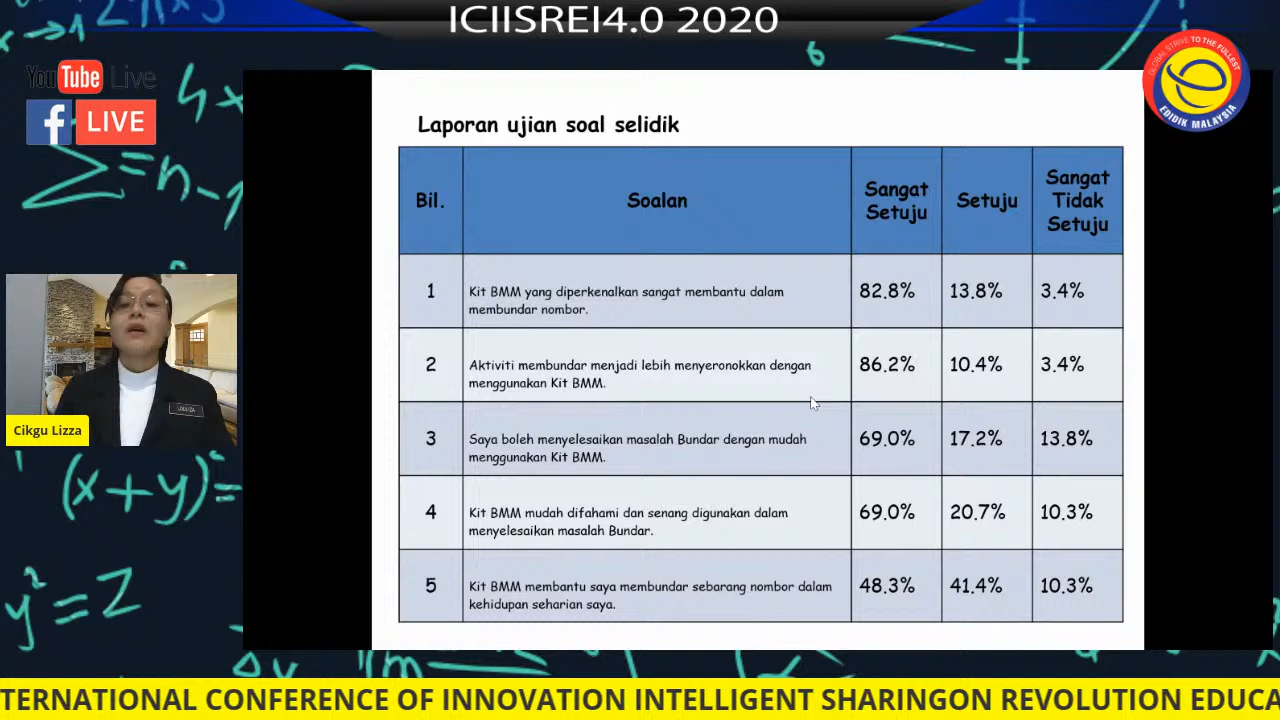 ICIISREI4.0 2020
YouTube Live
f LIVE
GLOBAL STRIVE TO THE FULLEST
EDIDIK MALAYSIA
Laporan ujian soal selidik
Bil. Soalan Sangat Setuju Setuju Sangat Tidak Setuju
1 Kit BMM yang diperkenalkan sangat membantu dalam 82.8% 13.8% 3.4%
membundar nombor.
2 Aktiviti membundar menjadi lebih menyeronokkan dengan 86.2% 10.4% 3.4%
menggunakan Kit BMM.
3 Saya boleh menyelesaikan masalah Bundar dengan mudah 69.0% 17.2% 13.8%
menggunakan Kit BMM.
4 Kit BMM mudah difahami dan senang digunakan dalam 69.0% 20.7% 10.3%
menyelesaikan masalah Bundar.
5 Kit BMM membantu saya membundar sebarang nombor dalam 48.3% 41.4% 10.3%
kehidupan seharian saya.
Cikgu Lizza
(x+y)=
y²=z
TERNATIONAL CONFERENCE OF INNOVATION INTELLIGENT SHARINGON REVOLUTION EDUCA